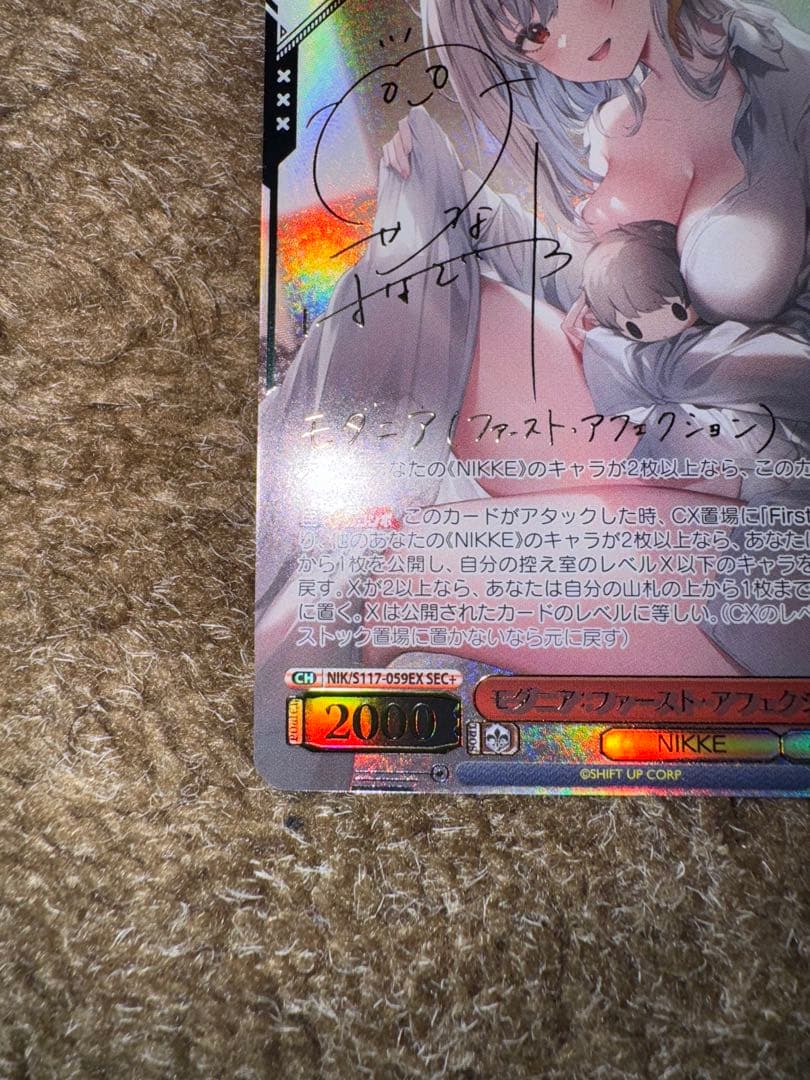 モダニア(ファースト・アフェクション)
なたの《NIKKE》のキャラが2枚以上なら、このカ
このカードがアタックした時、CX置場に「First
り、他のあなたの《NIKKE》のキャラが2枚以上なら、あなたは
から1枚を公開し、自分の控え室のレベルX以下のキャラを
戻す。Xが2以上なら、あなたは自分の山札の上から1枚まで
に置く。Xは公開されたカードのレベルに等しい。(CXのレベ
ストック置場に置かないなら元に戻す)
CH NIK/S117-059EX SEC+
2000 モダニア:ファースト・アフェク
NIKKE
©SHIFT UP CORP.